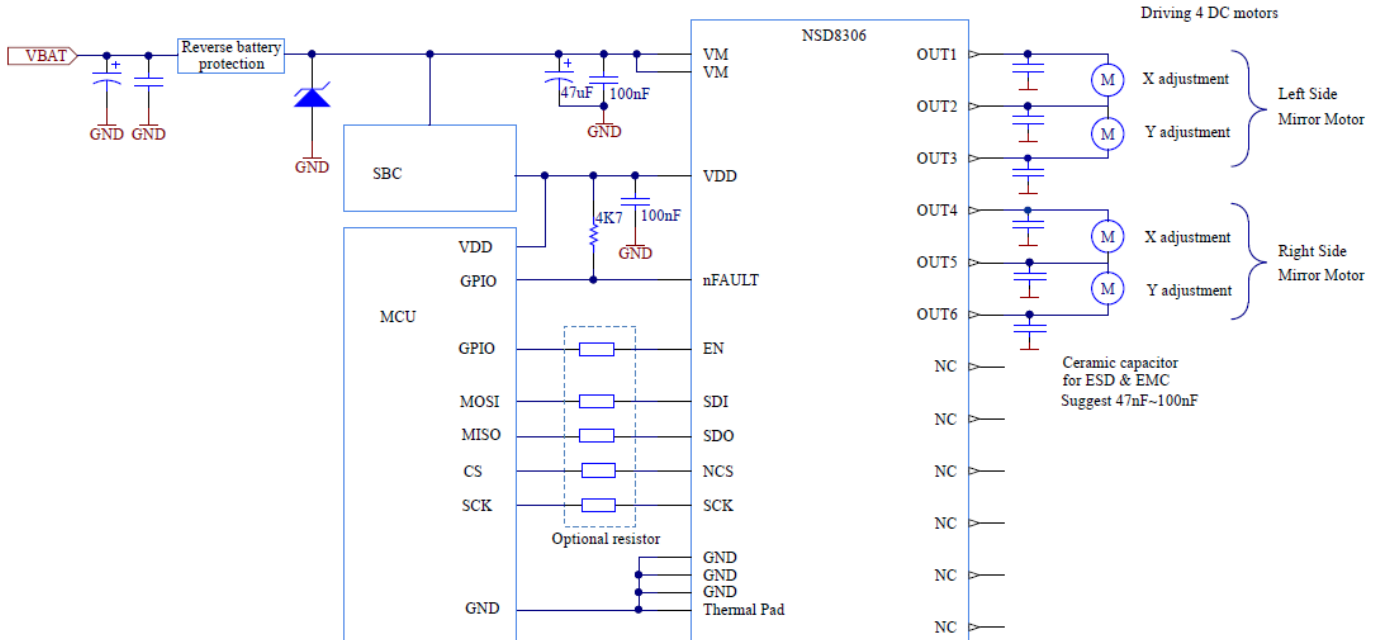 Driving 4 DC motors
NSD8306
VBAT
Reverse battery
protection
GND
GND
GND
47uF
100nF
GND
VM
VM
OUT1
OUT2
OUT3
M
X adjustment
M
Y adjustment
Left Side
Mirror Motor
SBC
VDD
4K7
100nF
GND
OUT4
OUT5
OUT6
M
X adjustment
M
Y adjustment
Right Side
Mirror Motor
MCU
VDD
GPIO
nFAULT
GPIO
EN
MOSI
SDI
MISO
SDO
CS
NCS
SCK
SCK
Optional resistor
GND
GND
GND
GND
Thermal Pad
NC
NC
NC
NC
NC
NC
Ceramic capacitor
for ESD & EMC
Suggest 47nF~100nF